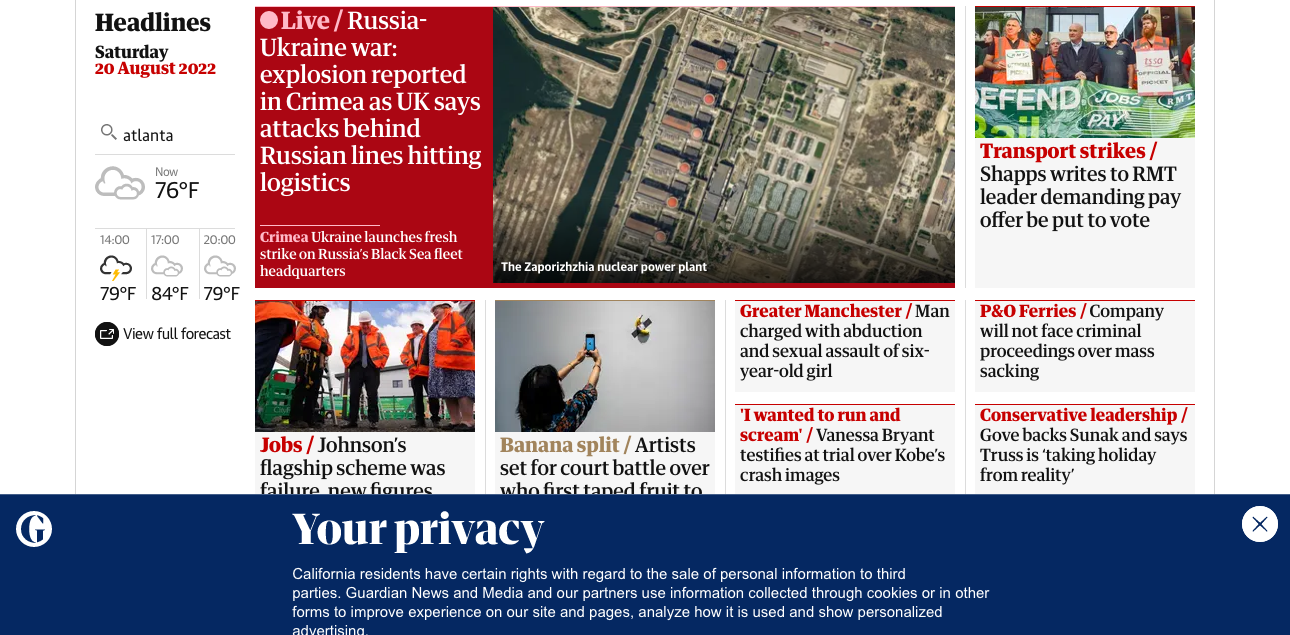 Headlines
Saturday
20 August 2022
atlanta
Now
76°F
14:00
17:00
20:00
79°F
84°F
79°F
View full forecast
Live / Russia-
Ukraine war:
explosion reported
in Crimea as UK says
attacks behind
Russian lines hitting
logistics
Crimea Ukraine launches fresh
strike on Russia's Black Sea fleet
headquarters
The Zaporizhzhia nuclear power plant
OFFICIAL
PICKET
issa
OFFICIAL
PICKET
DEFEND
JOBS
PAY
RMT
Rail
Transport strikes /
Shapps writes to RMT
leader demanding pay
offer be put to vote
Jobs / Johnson's
flagship scheme was
failure, new figures
Banana split / Artists
set for court battle over
who first taped fruit to
Greater Manchester / Man
charged with abduction
and sexual assault of six-
year-old girl
'I wanted to run and
scream' / Vanessa Bryant
testifies at trial over Kobe's
crash images
P&O Ferries / Company
will not face criminal
proceedings over mass
sacking
Conservative leadership /
Gove backs Sunak and says
Truss is 'taking holiday
from reality'
Your privacy
California residents have certain rights with regard to the sale of personal information to third
parties. Guardian News and Media and our partners use information collected through cookies or in other
forms to improve experience on our site and pages, analyze how it is used and show personalized
advertising.